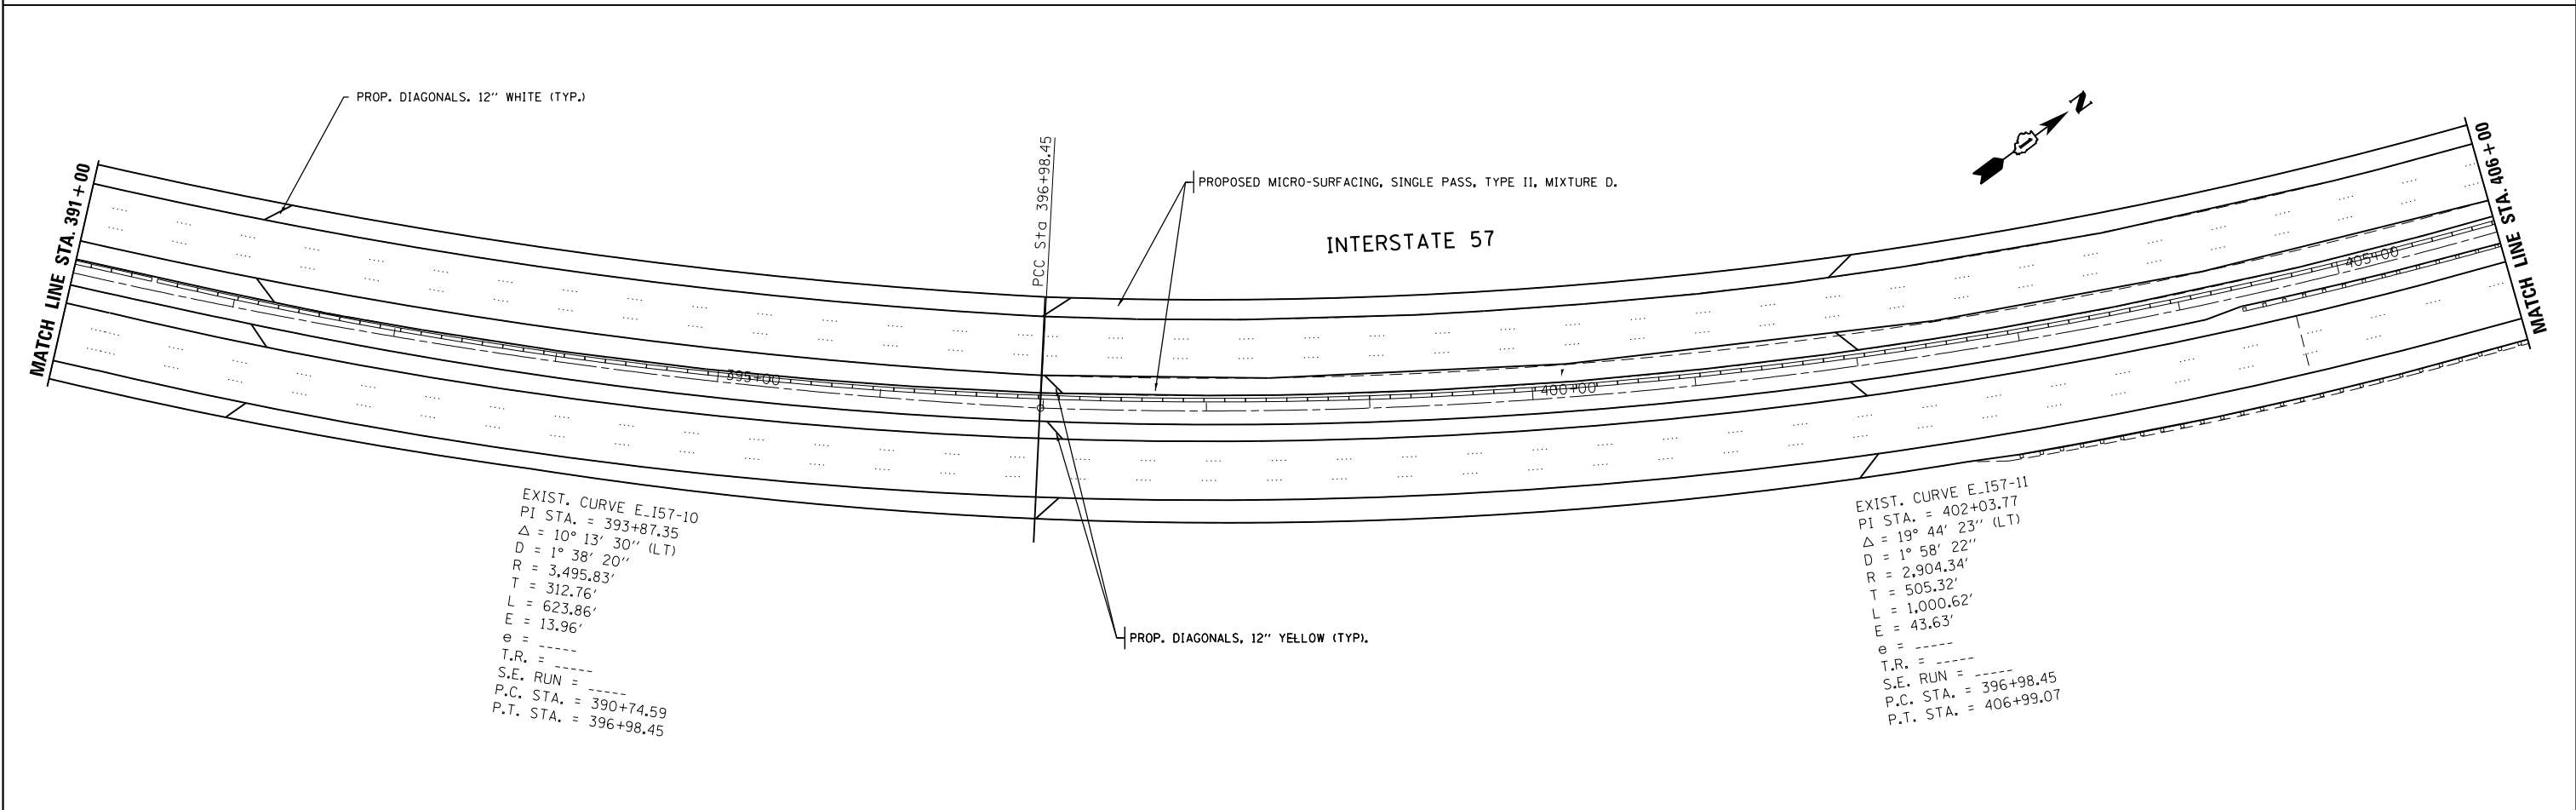 PROP. DIAGONALS. 12" WHITE (TYP.)
N
MATCH LINE STA. 391+00
PCC Sta 396+98.45
PROPOSED MICRO-SURFACING, SINGLE PASS, TYPE II, MIXTURE D.
INTERSTATE 57
MATCH LINE STA. 406+00
395+00
400+00
405+00
EXIST. CURVE E_I57-10
PI STA. = 393+87.35
Δ = 10° 13' 30" (LT)
D = 1° 38' 20"
R = 3,495.83'
T = 312.76'
L = 623.86'
E = 13.96'
e = -----
T.R. = -----
S.E. RUN = -----
P.C. STA. = 390+74.59
P.T. STA. = 396+98.45
PROP. DIAGONALS, 12" YELLOW (TYP).
EXIST. CURVE E_I57-11
PI STA. = 402+03.77
Δ = 19° 44' 23" (LT)
D = 1° 58' 22"
R = 2,904.34'
T = 505.32'
L = 1,000.62'
E = 43.63'
e = -----
T.R. = -----
S.E. RUN = -----
P.C. STA. = 396+98.45
P.T. STA. = 406+99.07